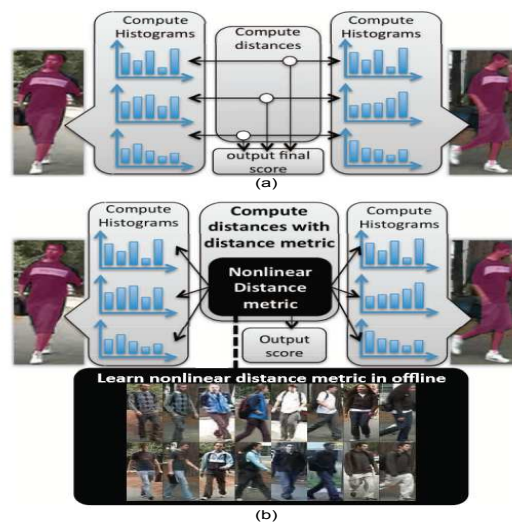 Compute
Histograms
Compute
distances
Compute
Histograms
output final
score
(a)
Compute
Histograms
Compute
distances with
distance metric
Compute
Histograms
Nonlinear
Distance
metric
Output
score
Learn nonlinear distance metric in offline
(b)